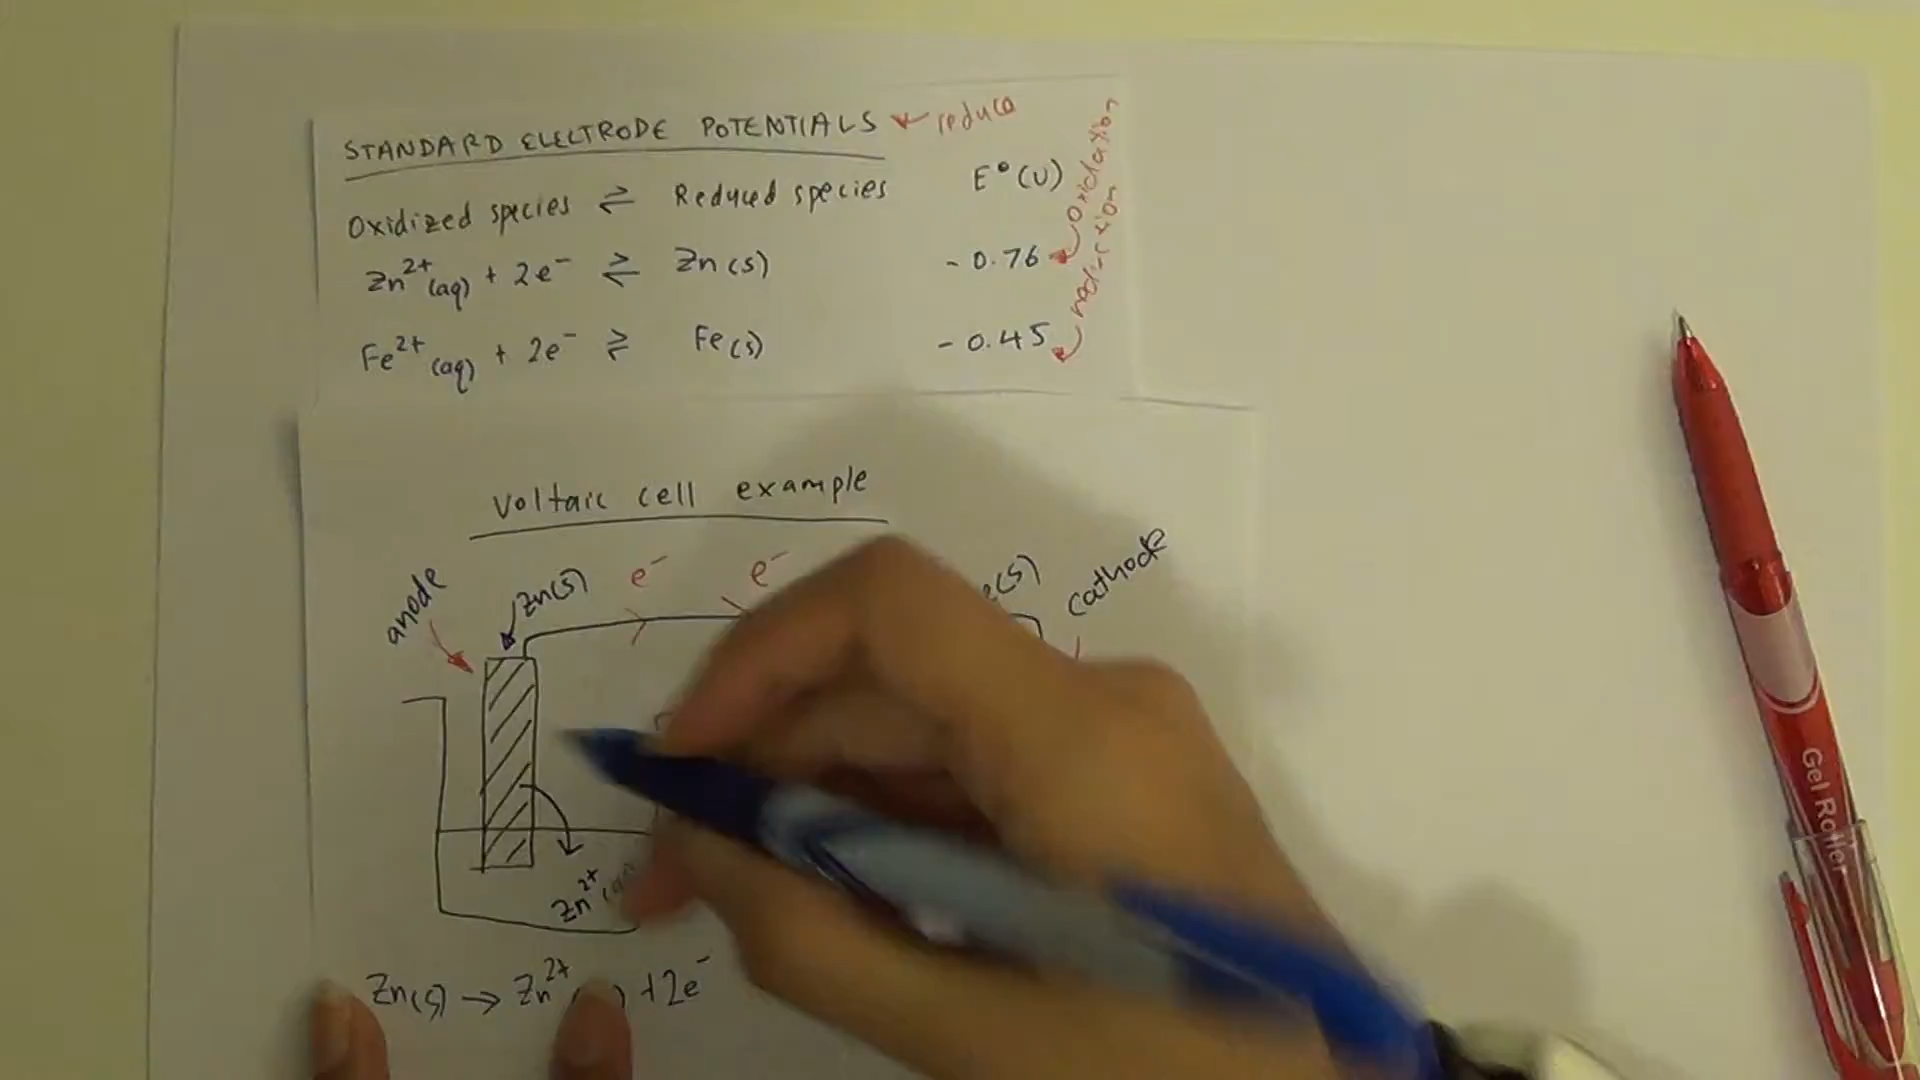 STANDARD ELECTRODE POTENTIALS reduce
Oxidized species ⇌ Reduced species E°(V)
Zn²⁺(aq) + 2e⁻ ⇌ Zn(s) - 0.76 oxidation
Fe²⁺(aq) + 2e⁻ ⇌ Fe(s) - 0.45 reduction
Voltaic cell example
anode Zn(s) e⁻ e⁻ cathode
Zn²⁺
Zn(s) → Zn²⁺ + 2e⁻
Gel Roller